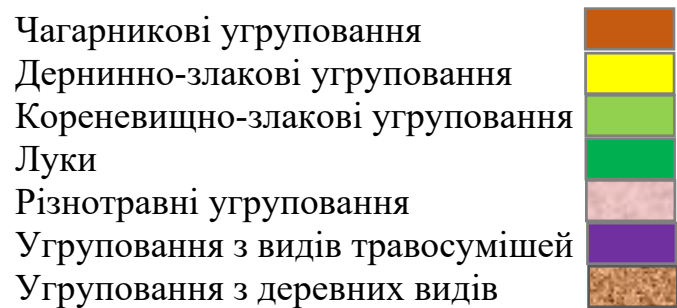 Чагарникові угруповання
Дернинно-злакові угруповання
Кореневищно-злакові угруповання
Луки
Різнотравні угруповання
Угруповання з видів травосумішей
Угруповання з деревних видів